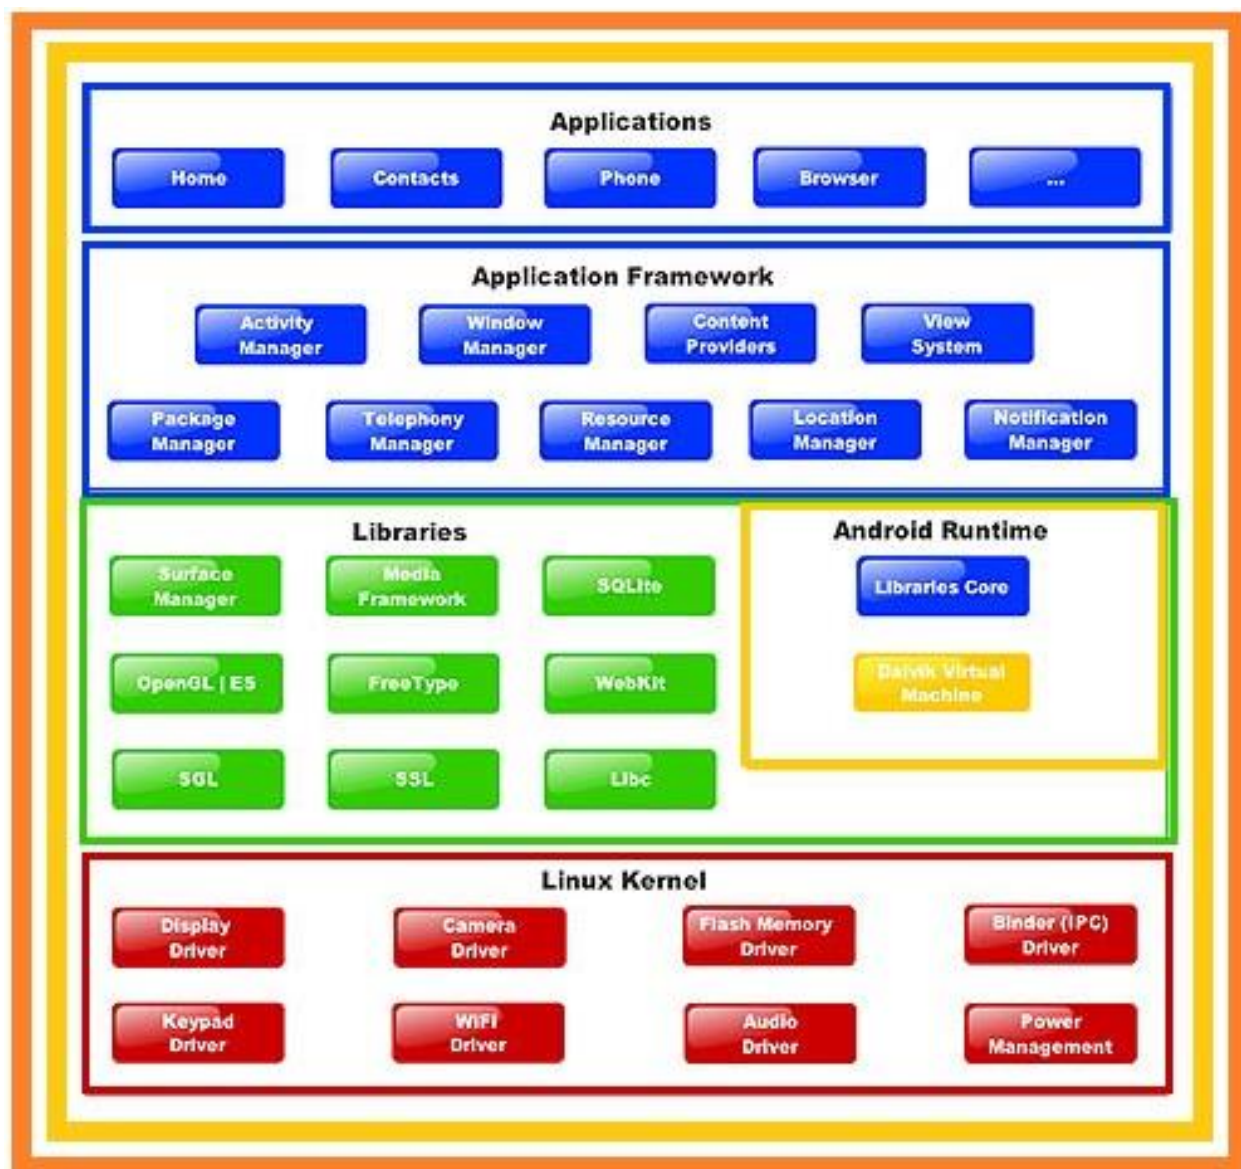 Applications
Home
Contacts
Phone
Browser
...
Application Framework
Activity
Manager
Window
Manager
Content
Providers
View
System
Package
Manager
Telephony
Manager
Resource
Manager
Location
Manager
Notification
Manager
Libraries
Surface
Manager
Media
Framework
SQLite
OpenGL | ES
FreeType
WebKit
SGL
SSL
Libc
Android Runtime
Libraries Core
Dalvik Virtual
Machine
Linux Kernel
Display
Driver
Camera
Driver
Flash Memory
Driver
Binder (IPC)
Driver
Keypad
Driver
WiFi
Driver
Audio
Driver
Power
Management